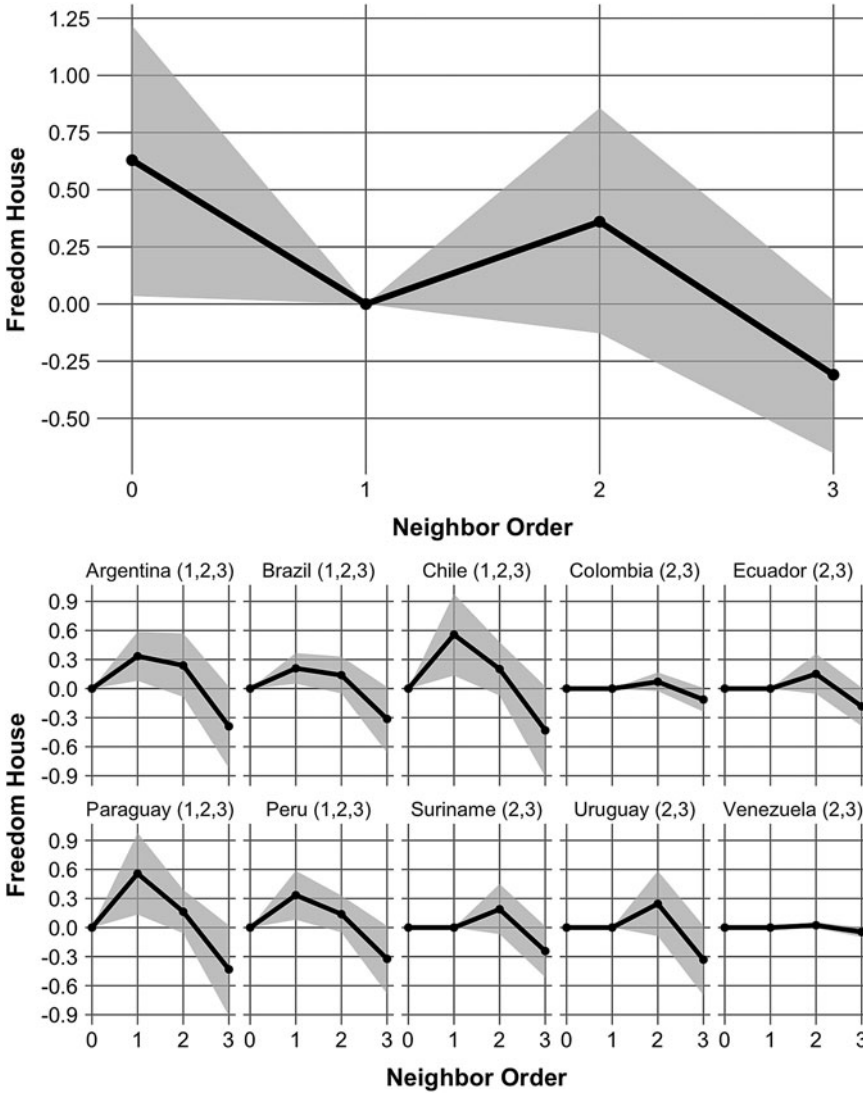 1.25
1.00
0.75
0.50
0.25
0.00
-0.25
-0.50
Freedom House
0 1 2 3
Neighbor Order
Argentina (1,2,3) Brazil (1,2,3) Chile (1,2,3) Colombia (2,3) Ecuador (2,3)
0.9
0.6
0.3
0.0
-0.3
-0.6
-0.9
Freedom House
Paraguay (1,2,3) Peru (1,2,3) Suriname (2,3) Uruguay (2,3) Venezuela (2,3)
0.9
0.6
0.3
0.0
-0.3
-0.6
-0.9
0 1 2 3 0 1 2 3 0 1 2 3 0 1 2 3 0 1 2 3
Neighbor Order